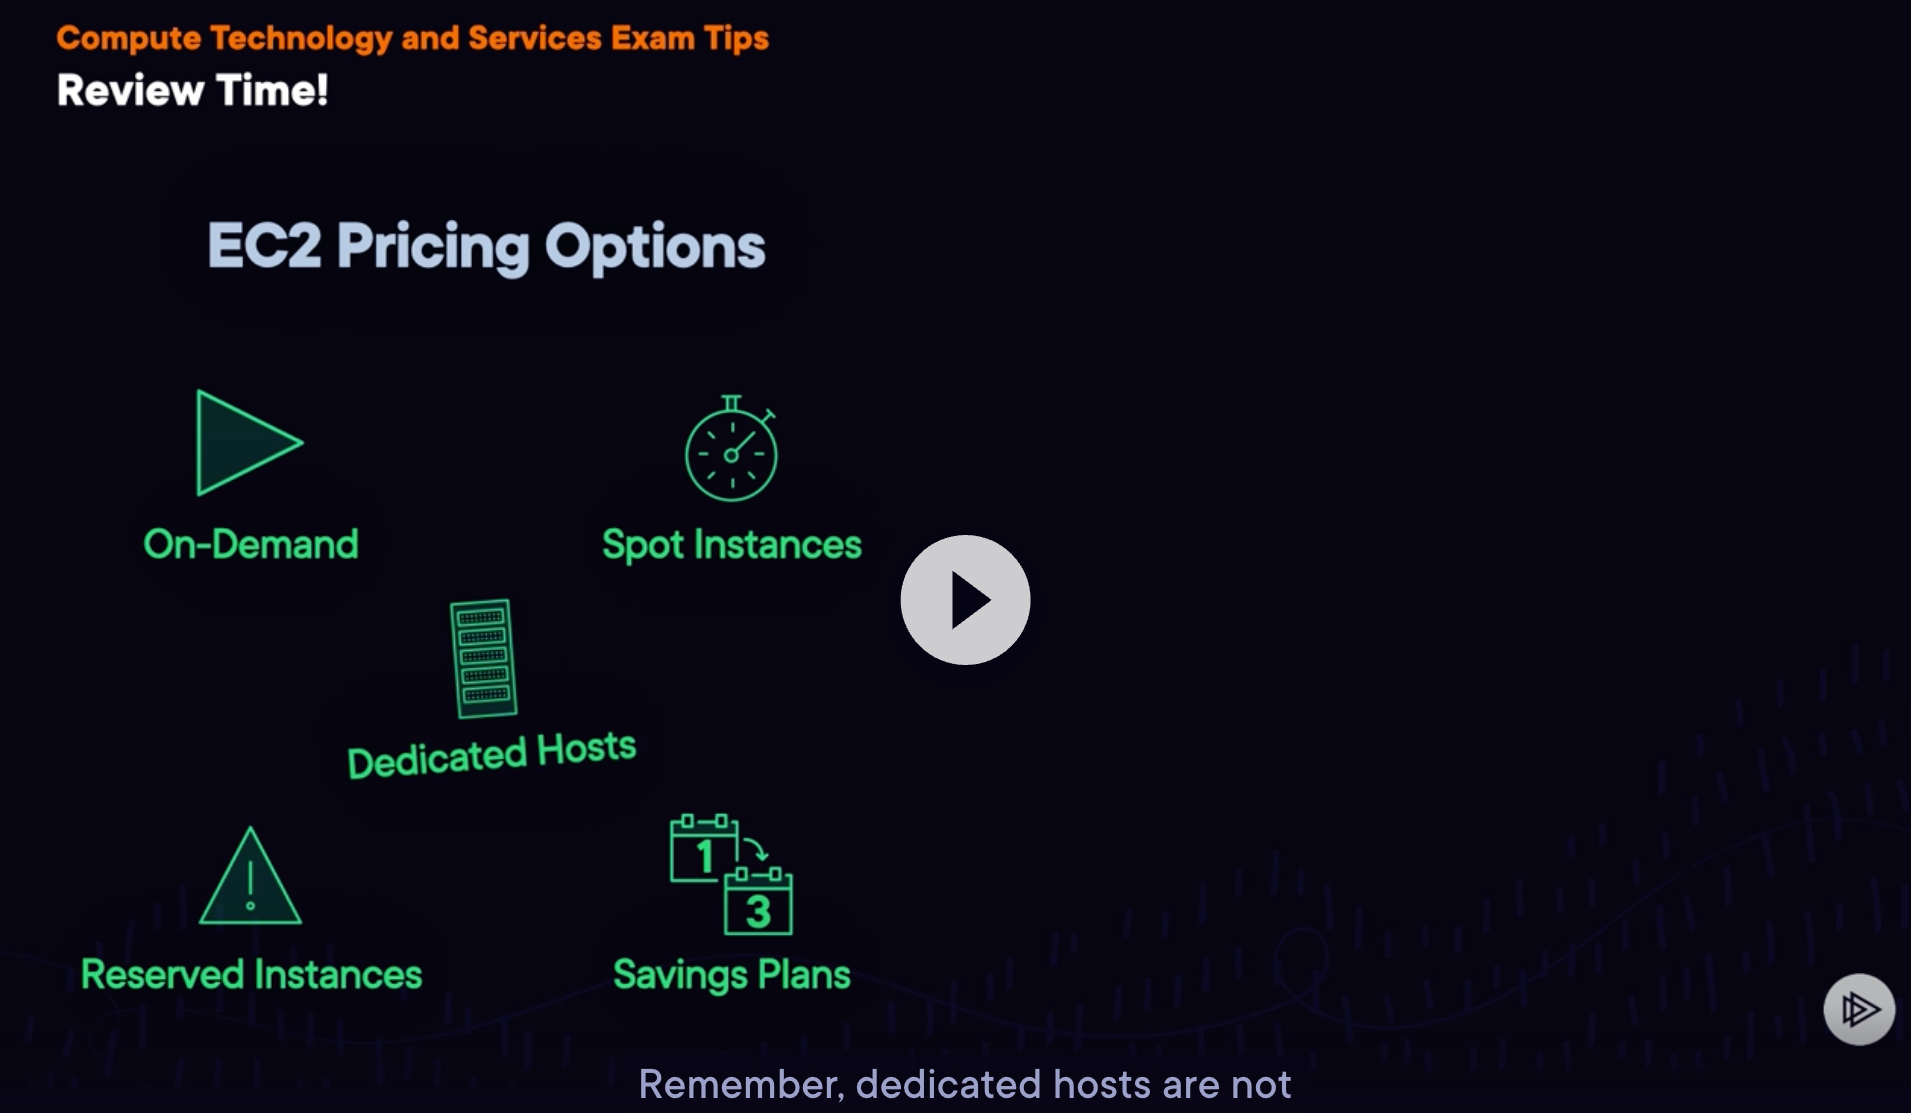 Compute Technology and Services Exam Tips
Review Time!
EC2 Pricing Options
On-Demand
Spot Instances
Dedicated Hosts
1
3
Reserved Instances
Savings Plans
Remember, dedicated hosts are not